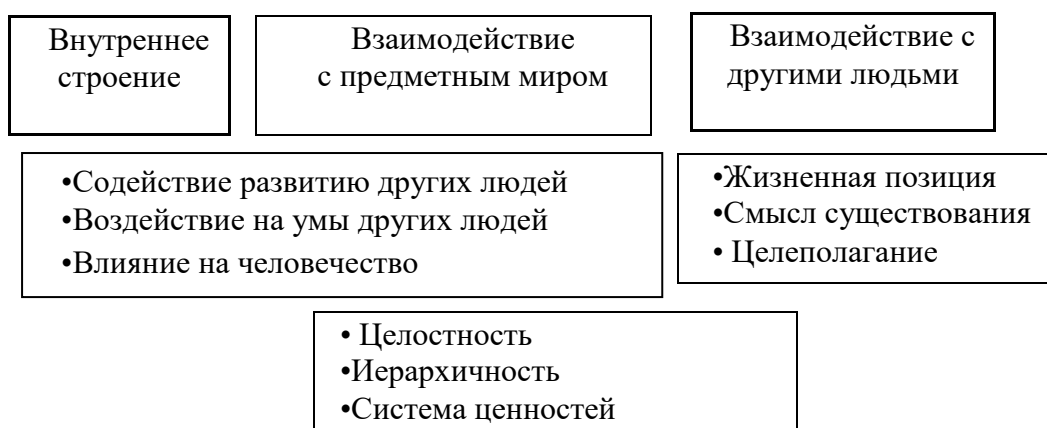 Внутреннее
строение
Взаимодействие
с предметным миром
Взаимодействие с
другими людьми
•Содействие развитию других людей
•Воздействие на умы других людей
•Влияние на человечество
•Жизненная позиция
•Смысл существования
• Целеполагание
• Целостность
•Иерархичность
•Система ценностей